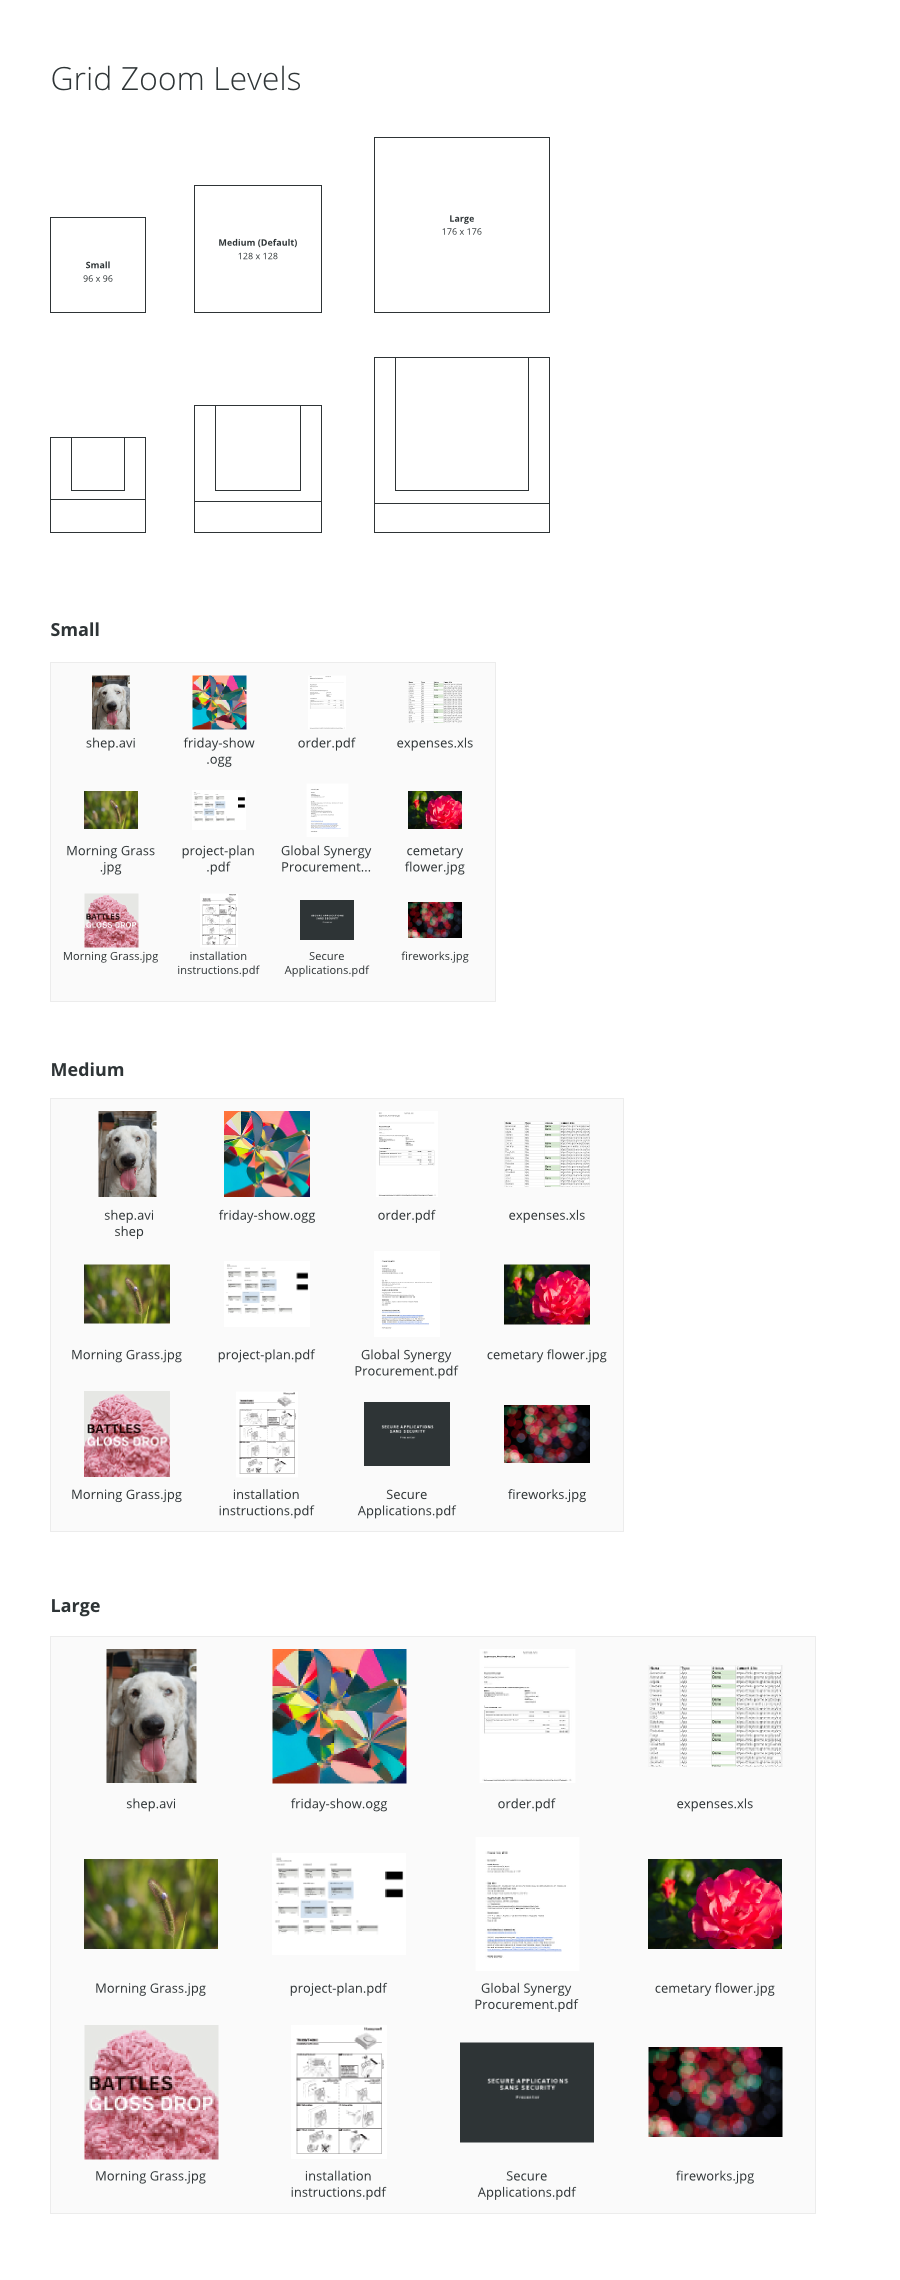 Grid Zoom Levels
Large
176 x 176
Medium (Default)
128 x 128
Small
96 x 96
Small
shep.avi
friday-show
.ogg
order.pdf
expenses.xls
Morning Grass
.jpg
project-plan
.pdf
Global Synergy
Procurement...
cemetary
flower.jpg
BATTLES
GLOSS DROP
SECURE APPLICATIONS
SANS SECURITY
Morning Grass.jpg
installation
instructions.pdf
Secure
Applications.pdf
fireworks.jpg
Medium
shep.avi
shep
friday-show.ogg
order.pdf
expenses.xls
Morning Grass.jpg
project-plan.pdf
Global Synergy
Procurement.pdf
cemetary flower.jpg
BATTLES
GLOSS DROP
SECURE APPLICATIONS
SANS SECURITY
Morning Grass.jpg
installation
instructions.pdf
Secure
Applications.pdf
fireworks.jpg
Large
shep.avi
friday-show.ogg
order.pdf
expenses.xls
Morning Grass.jpg
project-plan.pdf
Global Synergy
Procurement.pdf
cemetary flower.jpg
BATTLES
GLOSS DROP
SECURE APPLICATIONS
SANS SECURITY
Morning Grass.jpg
installation
instructions.pdf
Secure
Applications.pdf
fireworks.jpg